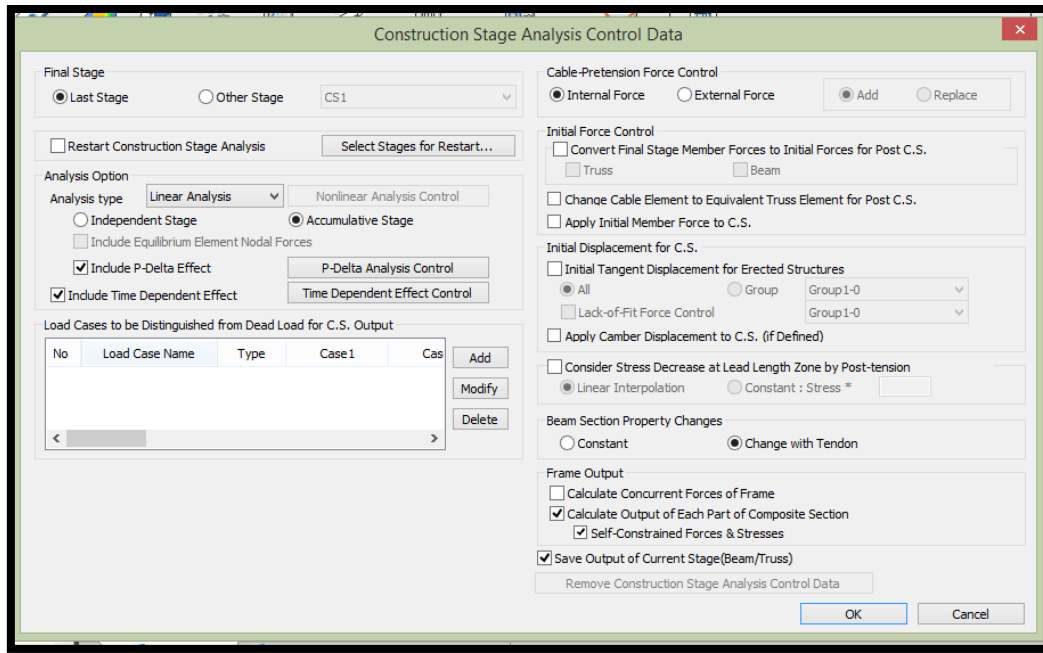 Construction Stage Analysis Control Data
Final Stage
Last Stage
Other Stage
CS1
Restart Construction Stage Analysis
Select Stages for Restart...
Analysis Option
Analysis type
Linear Analysis
Nonlinear Analysis Control
Independent Stage
Accumulative Stage
Include Equilibrium Element Nodal Forces
Include P-Delta Effect
P-Delta Analysis Control
Include Time Dependent Effect
Time Dependent Effect Control
Load Cases to be Distinguished from Dead Load for C.S. Output
No Load Case Name Type Case1 Cas
Add
Modify
Delete
Cable-Pretension Force Control
Internal Force
External Force
Add
Replace
Initial Force Control
Convert Final Stage Member Forces to Initial Forces for Post C.S.
Truss
Beam
Change Cable Element to Equivalent Truss Element for Post C.S.
Apply Initial Member Force to C.S.
Initial Displacement for C.S.
Initial Tangent Displacement for Erected Structures
All
Group
Group1-0
Lack-of-Fit Force Control
Group1-0
Apply Camber Displacement to C.S. (if Defined)
Consider Stress Decrease at Lead Length Zone by Post-tension
Linear Interpolation
Constant : Stress *
Beam Section Property Changes
Constant
Change with Tendon
Frame Output
Calculate Concurrent Forces of Frame
Calculate Output of Each Part of Composite Section
Self-Constrained Forces & Stresses
Save Output of Current Stage(Beam/Truss)
Remove Construction Stage Analysis Control Data
OK
Cancel